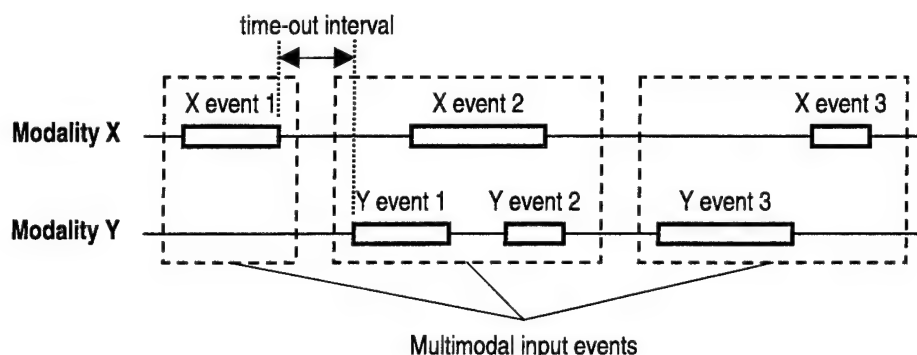 time-out interval
X event 1
X event 2
X event 3
Modality X
Y event 1
Y event 2
Y event 3
Modality Y
Multimodal input events